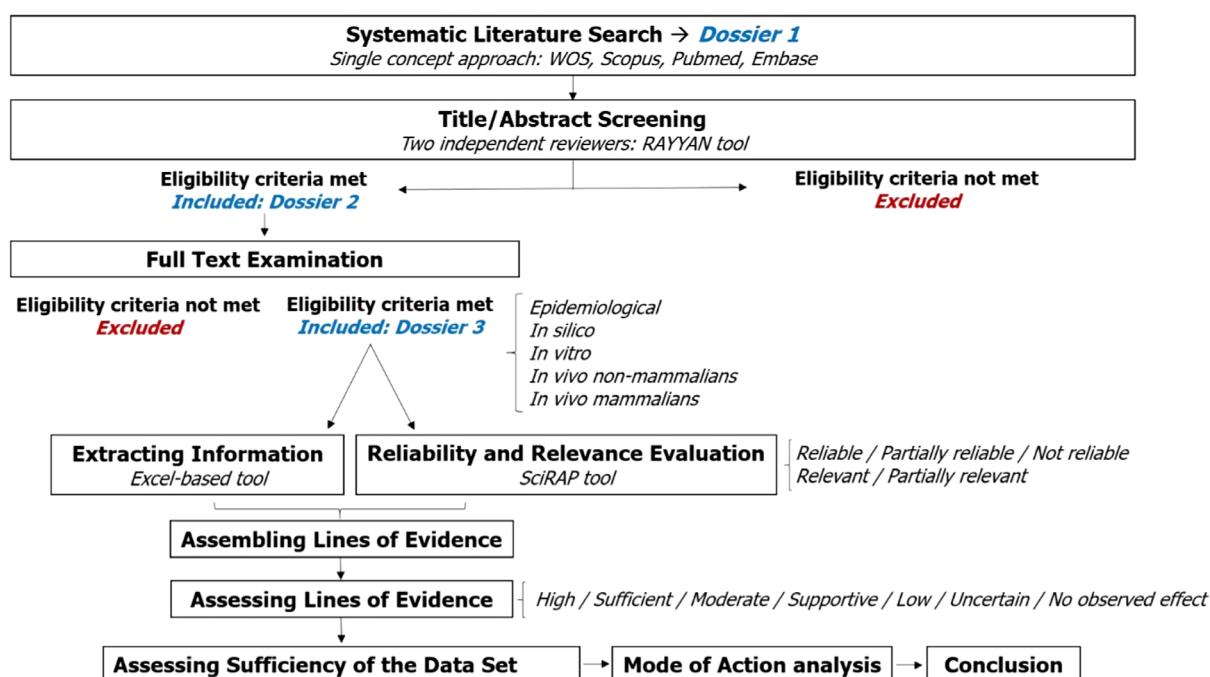 Systematic Literature Search → Dossier 1
Single concept approach: WOS, Scopus, Pubmed, Embase
Title/Abstract Screening
Two independent reviewers: RAYYAN tool
Eligibility criteria met
Included: Dossier 2
Eligibility criteria not met
Excluded
Full Text Examination
Eligibility criteria not met
Excluded
Eligibility criteria met
Included: Dossier 3
Epidemiological
In silico
In vitro
In vivo non-mammalians
In vivo mammalians
Extracting Information
Excel-based tool
Reliability and Relevance Evaluation
SciRAP tool
Reliable / Partially reliable / Not reliable
Relevant / Partially relevant
Assembling Lines of Evidence
Assessing Lines of Evidence
High / Sufficient / Moderate / Supportive / Low / Uncertain / No observed effect
Assessing Sufficiency of the Data Set
Mode of Action analysis
Conclusion